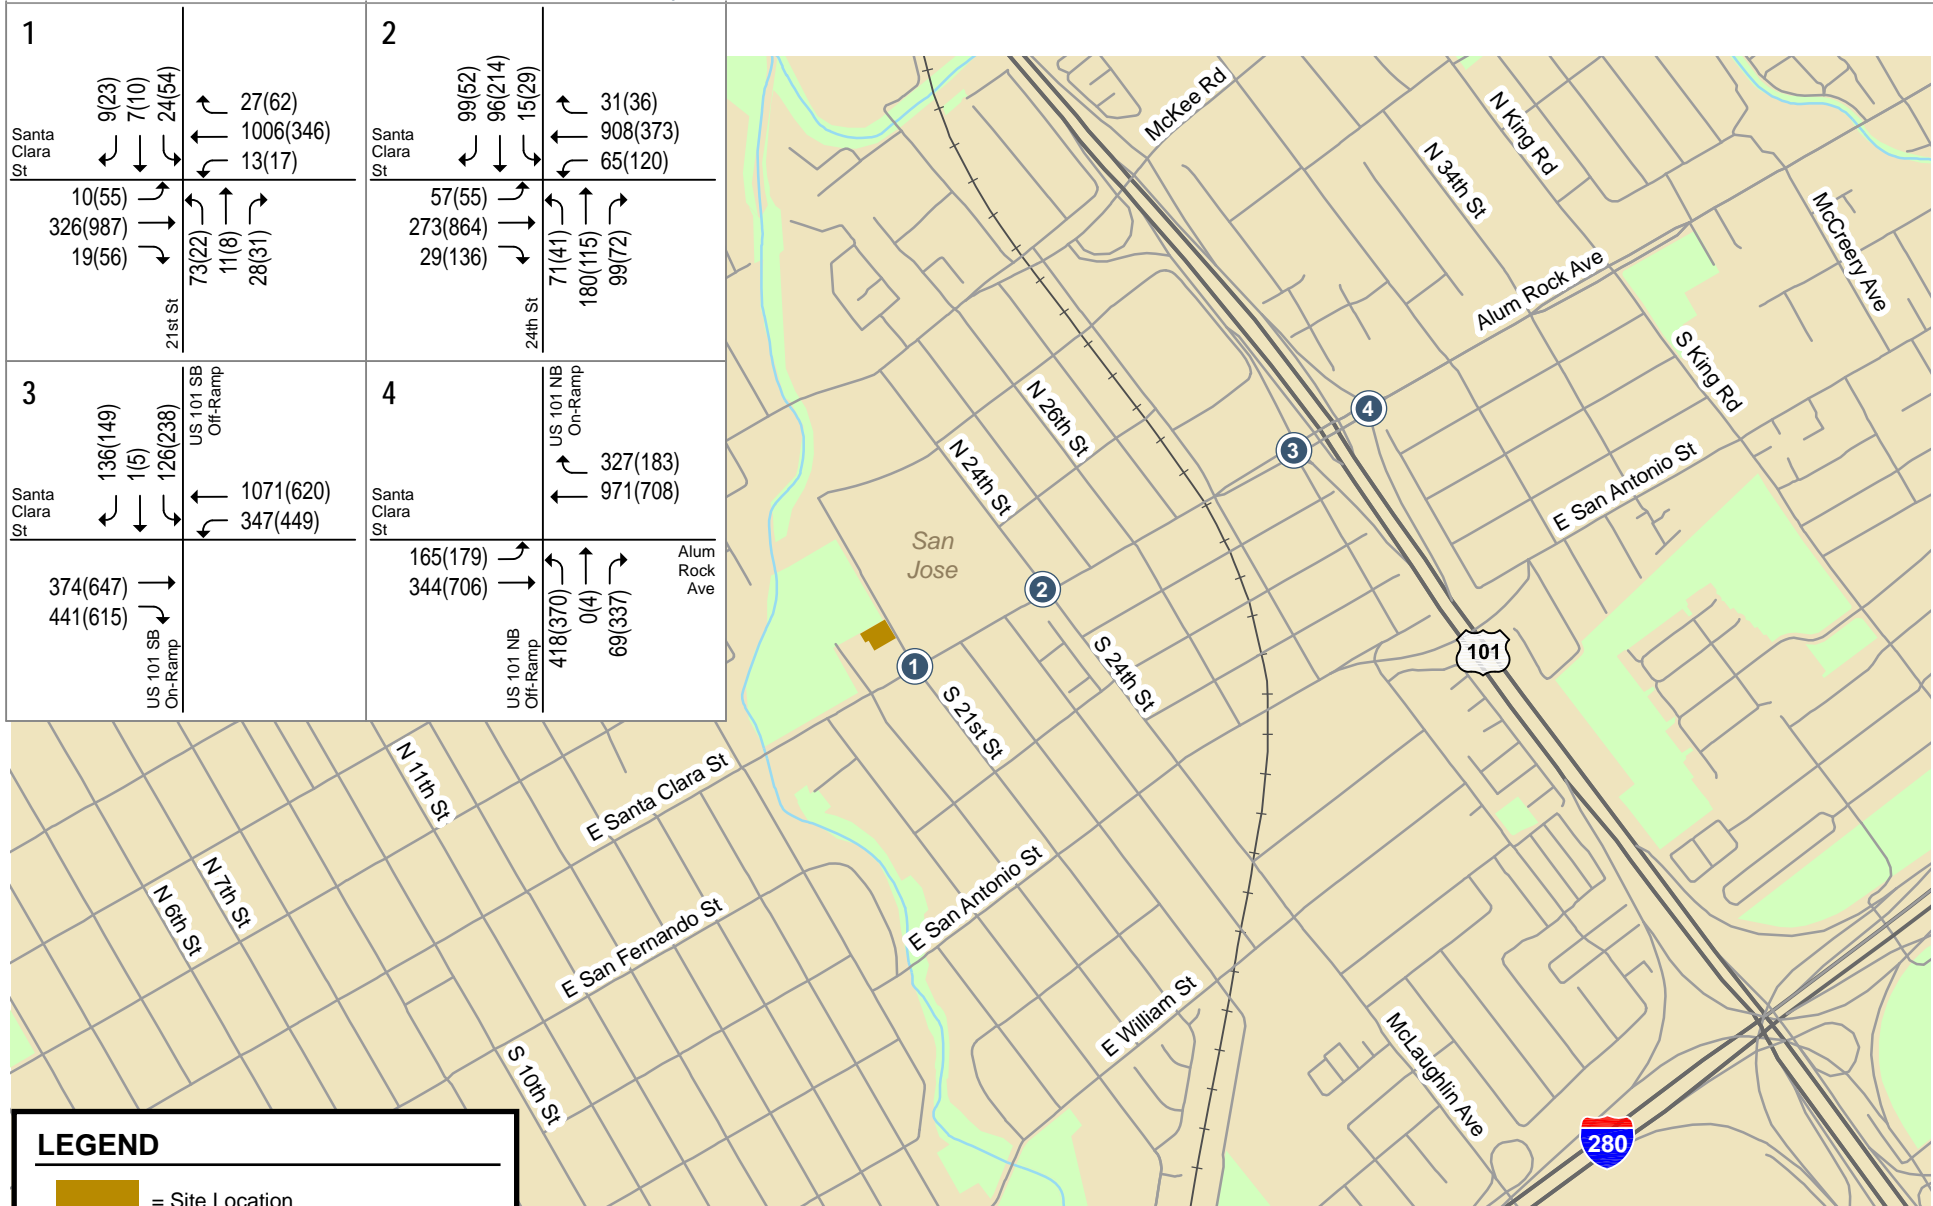 1
9(23)
7(10)
24(54)
27(62)
1006(346)
13(17)
Santa
Clara
St
10(55)
326(987)
19(56)
73(22)
11(8)
28(31)
21st St
2
99(52)
96(214)
15(29)
31(36)
908(373)
65(120)
Santa
Clara
St
57(55)
273(864)
29(136)
71(41)
180(115)
99(72)
24th St
3
136(149)
1(5)
126(238)
US 101 SB
Off-Ramp
1071(620)
347(449)
Santa
Clara
St
374(647)
441(615)
US 101 SB
On-Ramp
4
US 101 NB
On-Ramp
327(183)
971(708)
Santa
Clara
St
165(179)
344(706)
418(370)
0(4)
69(337)
Alum
Rock
Ave
US 101 NB
Off-Ramp
McKee Rd
N King Rd
N 34th St
McCreery Ave
Alum Rock Ave
S King Rd
N 26th St
4
3
N 24th St
E San Antonio St
San
Jose
2
1
S 24th St
101
S 21st St
N 11th St
E Santa Clara St
N 7th St
N 6th St
E San Antonio St
E San Fernando St
E William St
McLaughlin Ave
S 10th St
280
LEGEND
= Site Location